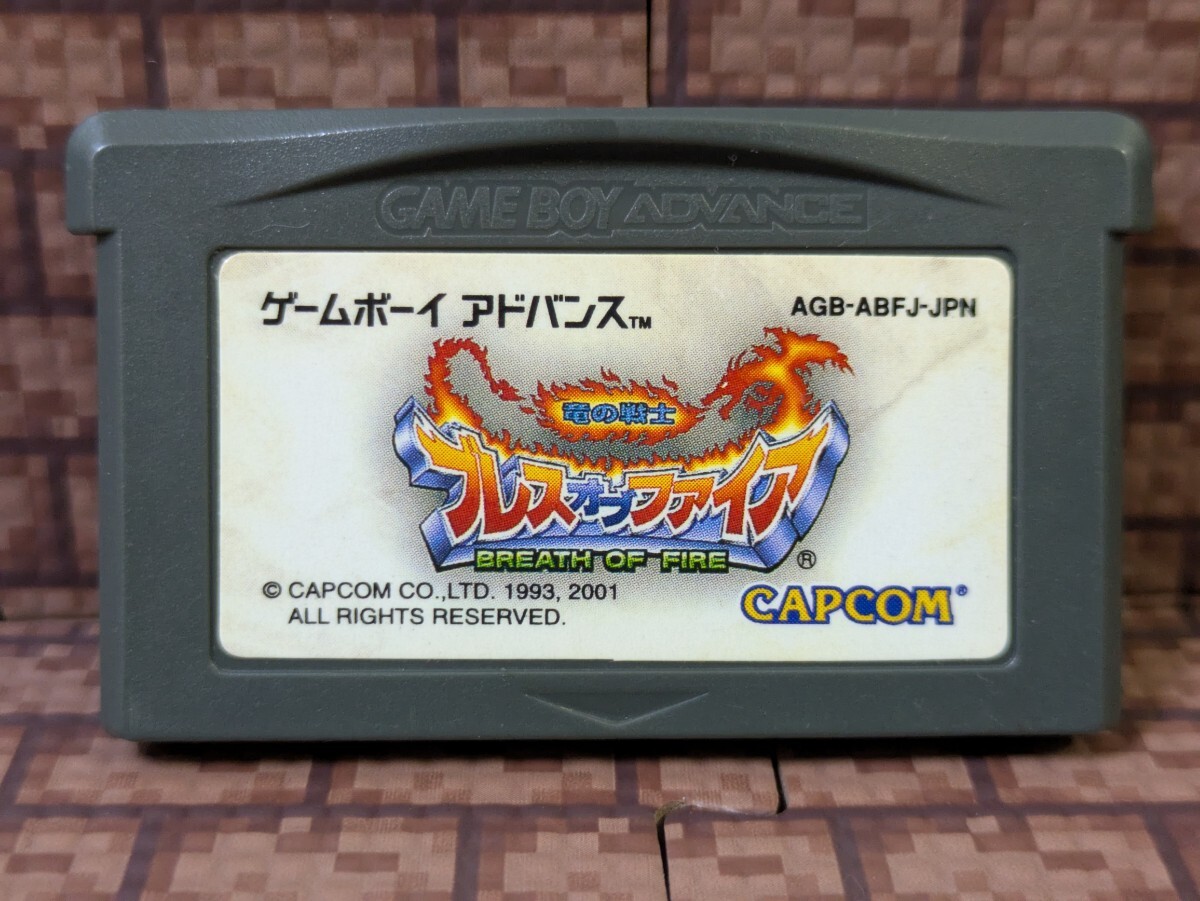 GAME BOY ADVANCE
ゲームボーイ アドバンス™
AGB-ABFJ-JPN
竜の戦士
ブレス オブ ファイア
BREATH OF FIRE®
© CAPCOM CO.,LTD. 1993, 2001
ALL RIGHTS RESERVED.
CAPCOM®